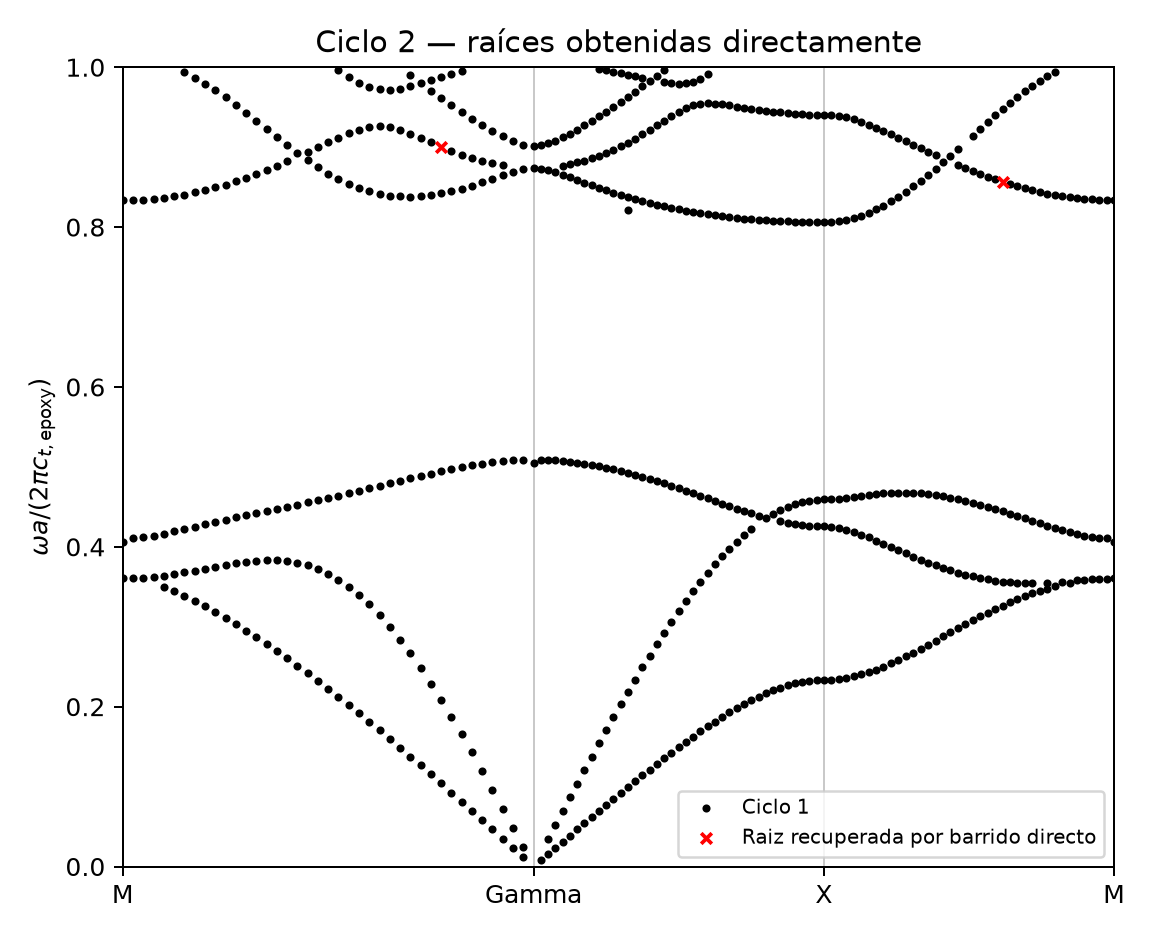 Ciclo 2 — raíces obtenidas directamente
ωa/(2πc_{t, epoxy})
1.0
0.8
0.6
0.4
0.2
0.0
Ciclo 1
Raiz recuperada por barrido directo
M Gamma X M